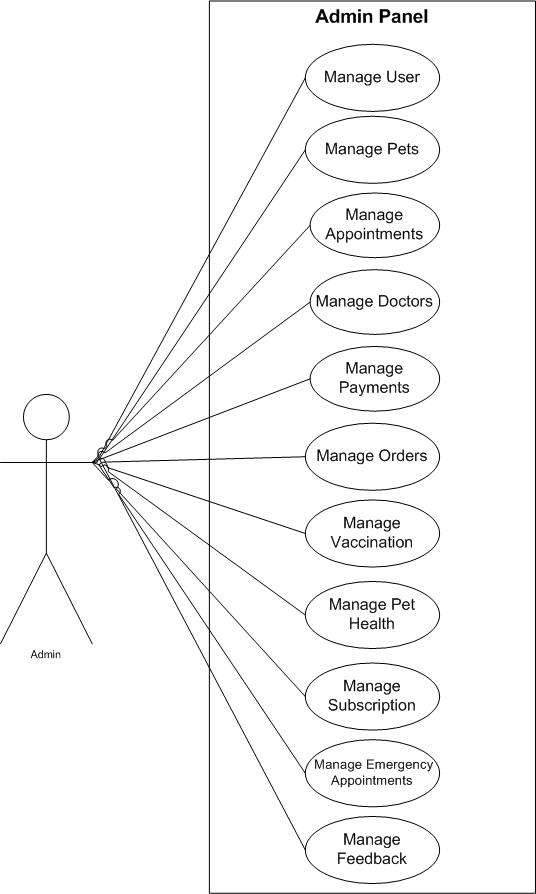 Admin Panel
Manage User
Manage Pets
Manage
Appointments
Manage Doctors
Manage
Payments
Manage Orders
Manage
Vaccination
Manage Pet
Health
Manage
Subscription
Manage Emergency
Appointments
Manage
Feedback
Admin